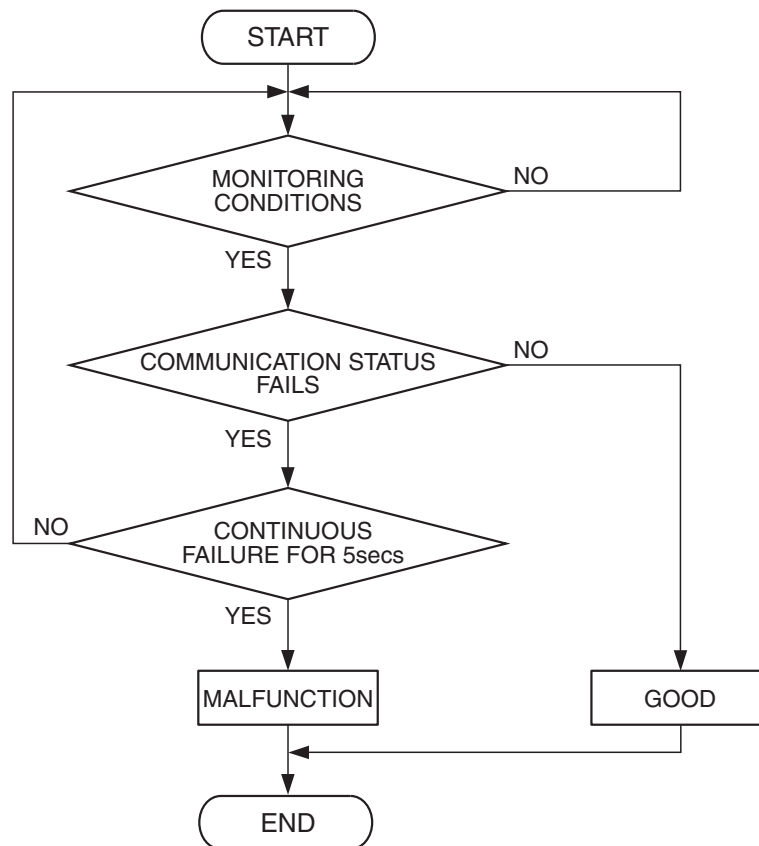 START
MONITORING
CONDITIONS
NO
YES
COMMUNICATION STATUS
FAILS
NO
YES
CONTINUOUS
FAILURE FOR 5secs
NO
YES
MALFUNCTION
GOOD
END